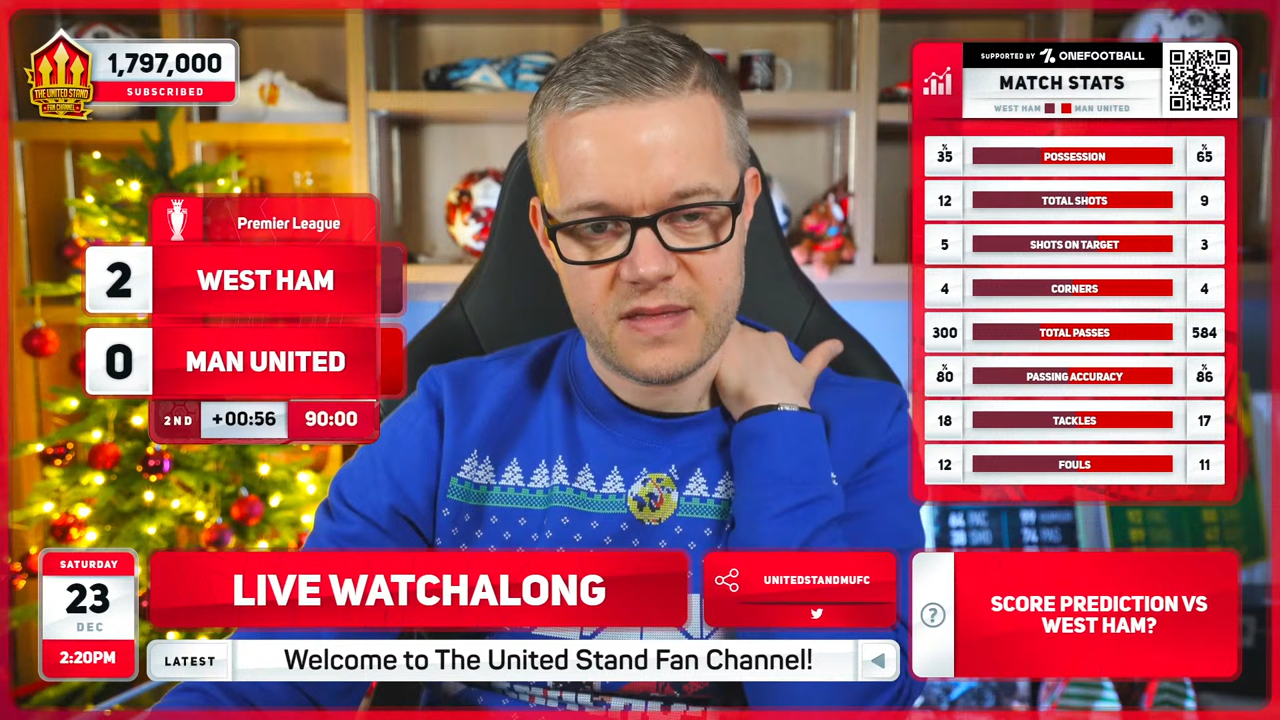 1,797,000
SUBSCRIBED
THE UNITED STAND
FAN CHANNEL
Premier League
2 WEST HAM
0 MAN UNITED
2ND +00:56 90:00
SUPPORTED BY ONEFOOTBALL
MATCH STATS
WEST HAM MAN UNITED
% %
35 POSSESSION 65
12 TOTAL SHOTS 9
5 SHOTS ON TARGET 3
4 CORNERS 4
300 TOTAL PASSES 584
% %
80 PASSING ACCURACY 86
18 TACKLES 17
12 FOULS 11
SATURDAY
23
DEC
2:20PM
LIVE WATCHALONG
UNITEDSTANDMUFC
LATEST Welcome to The United Stand Fan Channel!
?
SCORE PREDICTION VS
WEST HAM?